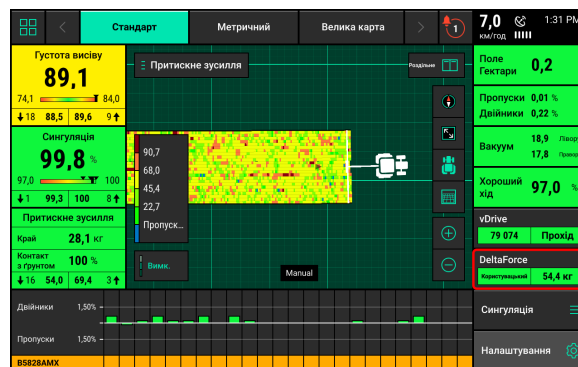 Стандарт
Метричний
Велика карта
1
7,0
км/год
1:31 PM
Густота висіву
89,1
74,1
84,0
18
88,5
89,6
9
Притискне зусилля
Роздільне
Поле
Гектари
0,2
Пропуски 0,01 %
Двійники 0,22 %
Сингуляція
99,8 %
97,0
100
1
99,3
100
8
90,7
68,0
45,4
22,7
Пропуск...
Вакуум
18,9
17,8
Хороший
хід
97,0 %
Притискне зусилля
Край
28,1 кг
Контакт
з ґрунтом
100 %
16
54,0
69,4
3
Вимк.
Manual
vDrive
79 074
Прохід
DeltaForce
Користувацький
54,4 кг
Двійники
1,50%
Пропуски
1,50%
B5828AMX
Сингуляція
Налаштування